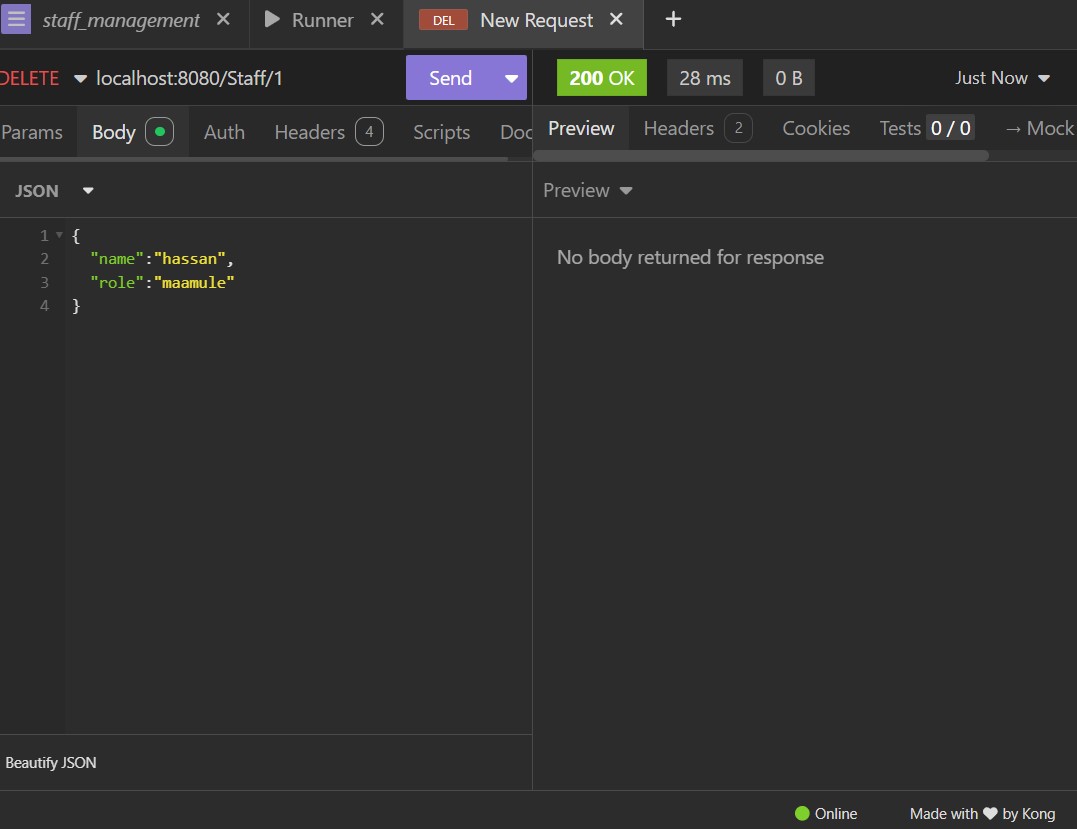 staff_management
Runner
DEL New Request
DELETE localhost:8080/Staff/1 Send
200 OK 28 ms 0 B Just Now
Params Body Auth Headers 4 Scripts Doc
Preview Headers 2 Cookies Tests 0 / 0 → Mock
JSON
Preview
1 {
2 "name":"hassan",
3 "role":"maamule"
4 }
No body returned for response
Beautify JSON
Online Made with ♥ by Kong